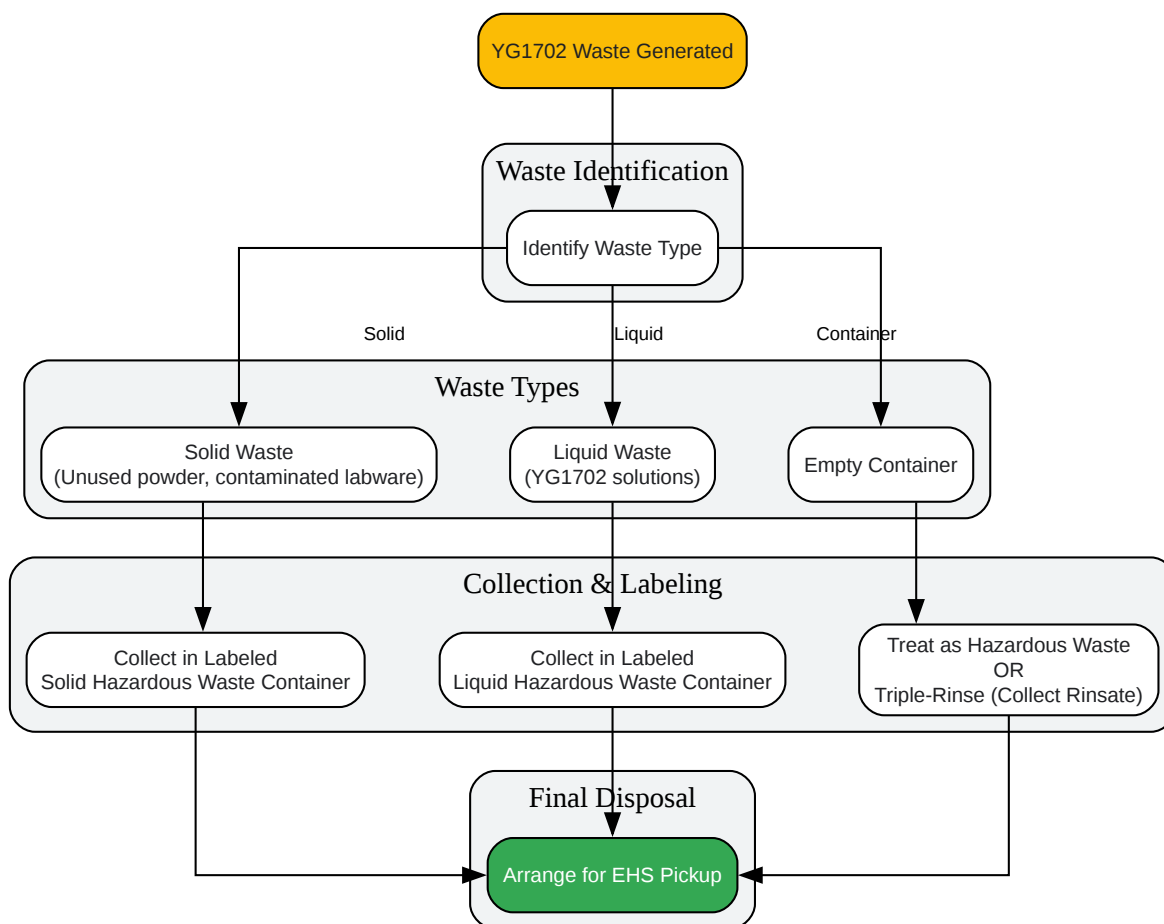 YG1702 Waste Generated
Waste Identification
Identify Waste Type
Solid
Liquid
Container
Waste Types
Solid Waste
(Unused powder, contaminated labware)
Liquid Waste
(YG1702 solutions)
Empty Container
Collection & Labeling
Collect in Labeled
Solid Hazardous Waste Container
Collect in Labeled
Liquid Hazardous Waste Container
Treat as Hazardous Waste
OR
Triple-Rinse (Collect Rinsate)
Final Disposal
Arrange for EHS Pickup